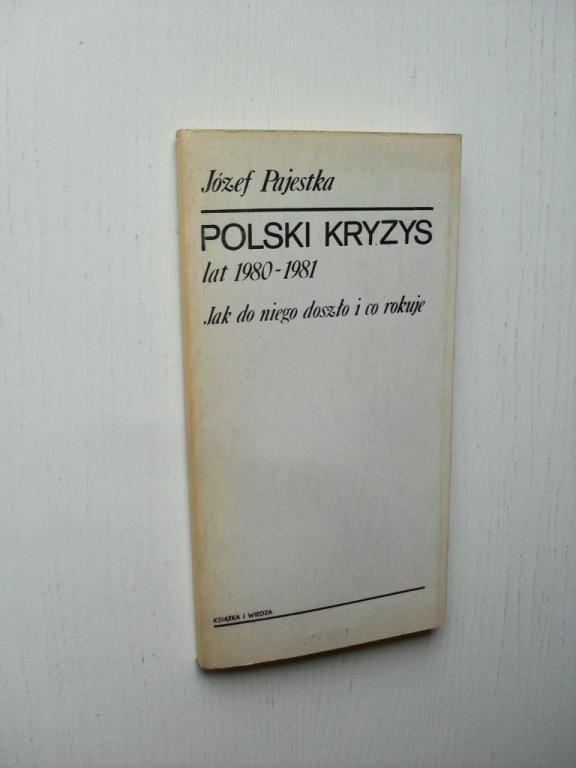 Józef Pajestka
POLSKI KRYZYS
lat 1980-1981
Jak do niego doszło i co rokuje
KSIĄŻKA I WIEDZA